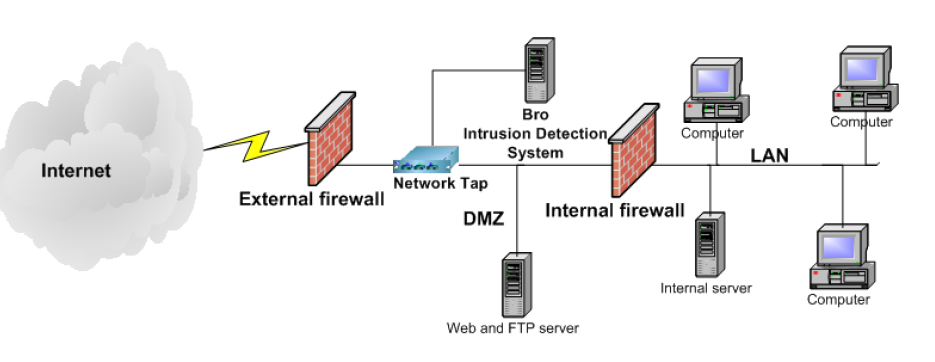 Internet
External firewall
Network Tap
Bro
Intrusion Detection
System
DMZ
Web and FTP server
Internal firewall
Computer
LAN
Computer
Internal server
Computer